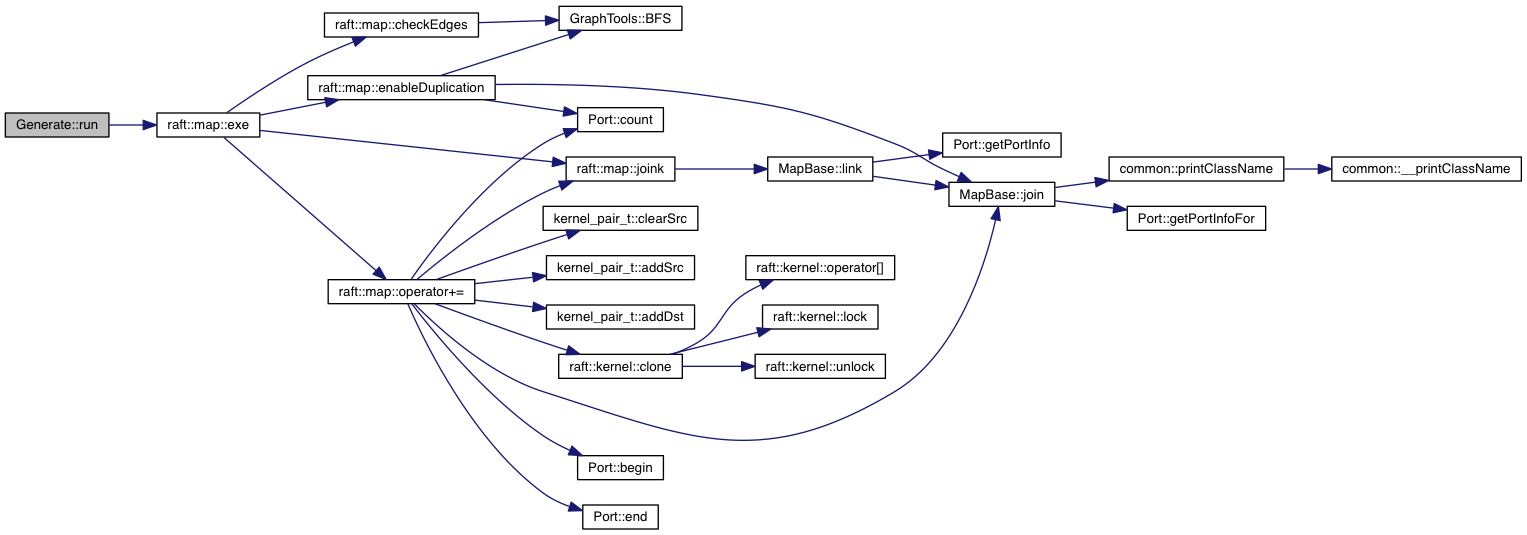 Generate::run
raft::map::exe
raft::map::checkEdges
raft::map::enableDuplication
raft::map::operator+=
GraphTools::BFS
Port::count
raft::map::joink
kernel_pair_t::clearSrc
kernel_pair_t::addSrc
kernel_pair_t::addDst
raft::kernel::clone
Port::begin
Port::end
MapBase::link
raft::kernel::operator[]
raft::kernel::lock
raft::kernel::unlock
Port::getPortInfo
MapBase::join
common::printClassName
Port::getPortInfoFor
common::__printClassName